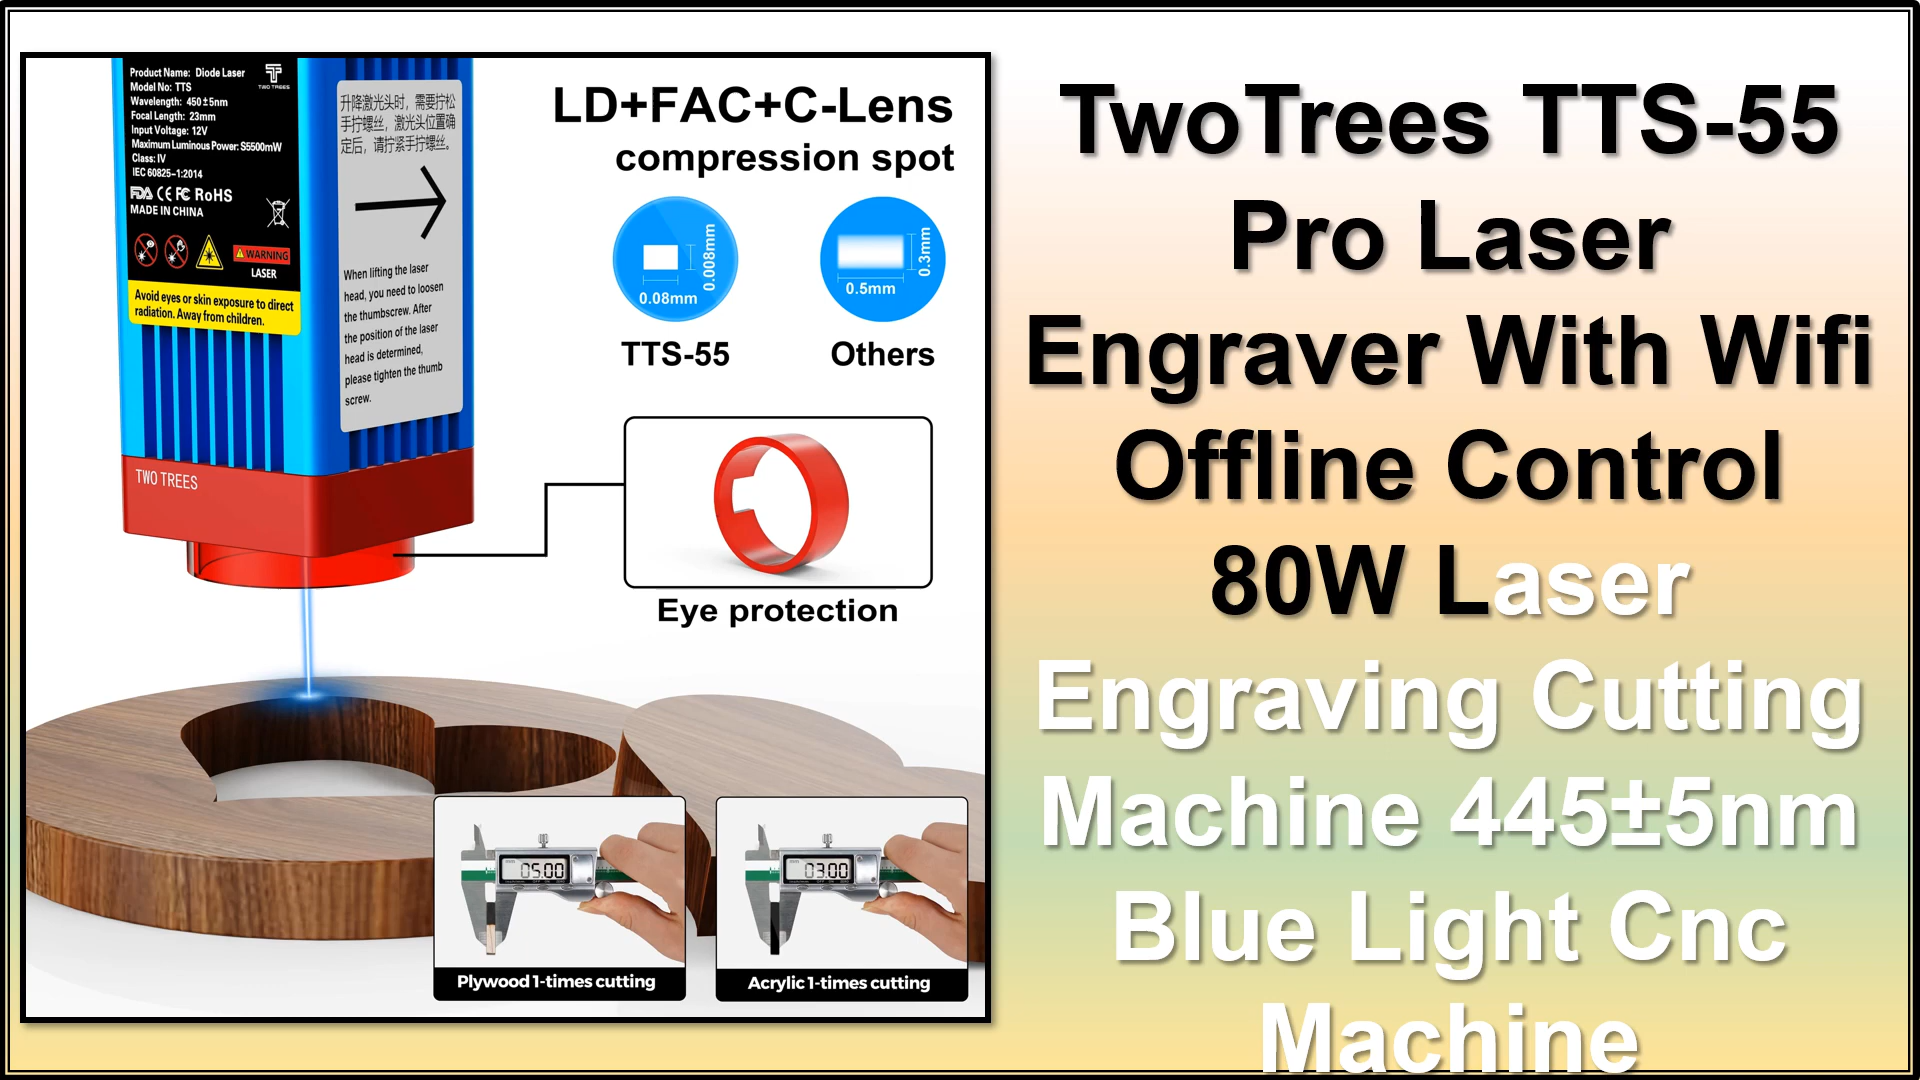 Product Name: Diode Laser
Model No: TTS
Wavelength: 450±5nm
Focal Length: 23mm
Input Voltage: 12V
Maximum Luminous Power: S5500mW
Class: IV
IEC 60825-1:2014
FDA CE FC RoHS
MADE IN CHINA
TWO TREES
WARNING
LASER
Avoid eyes or skin exposure to direct
radiation. Away from children.
升降激光头时，需要拧松
手拧螺丝，激光头位置确
定后，请拧紧手拧螺丝。
When lifting the laser
head, you need to loosen
the thumbscrew. After
the position of the laser
head is determined,
please tighten the thumb
screw.
TWO TREES
LD+FAC+C-Lens
compression spot
0.008mm
0.08mm
TTS-55
0.3mm
0.5mm
Others
Eye protection
05.00
Plywood 1-times cutting
03.00
Acrylic 1-times cutting
TwoTrees TTS-55
Pro Laser
Engraver With Wifi
Offline Control
80W Laser
Engraving Cutting
Machine 445±5nm
Blue Light Cnc
Machine